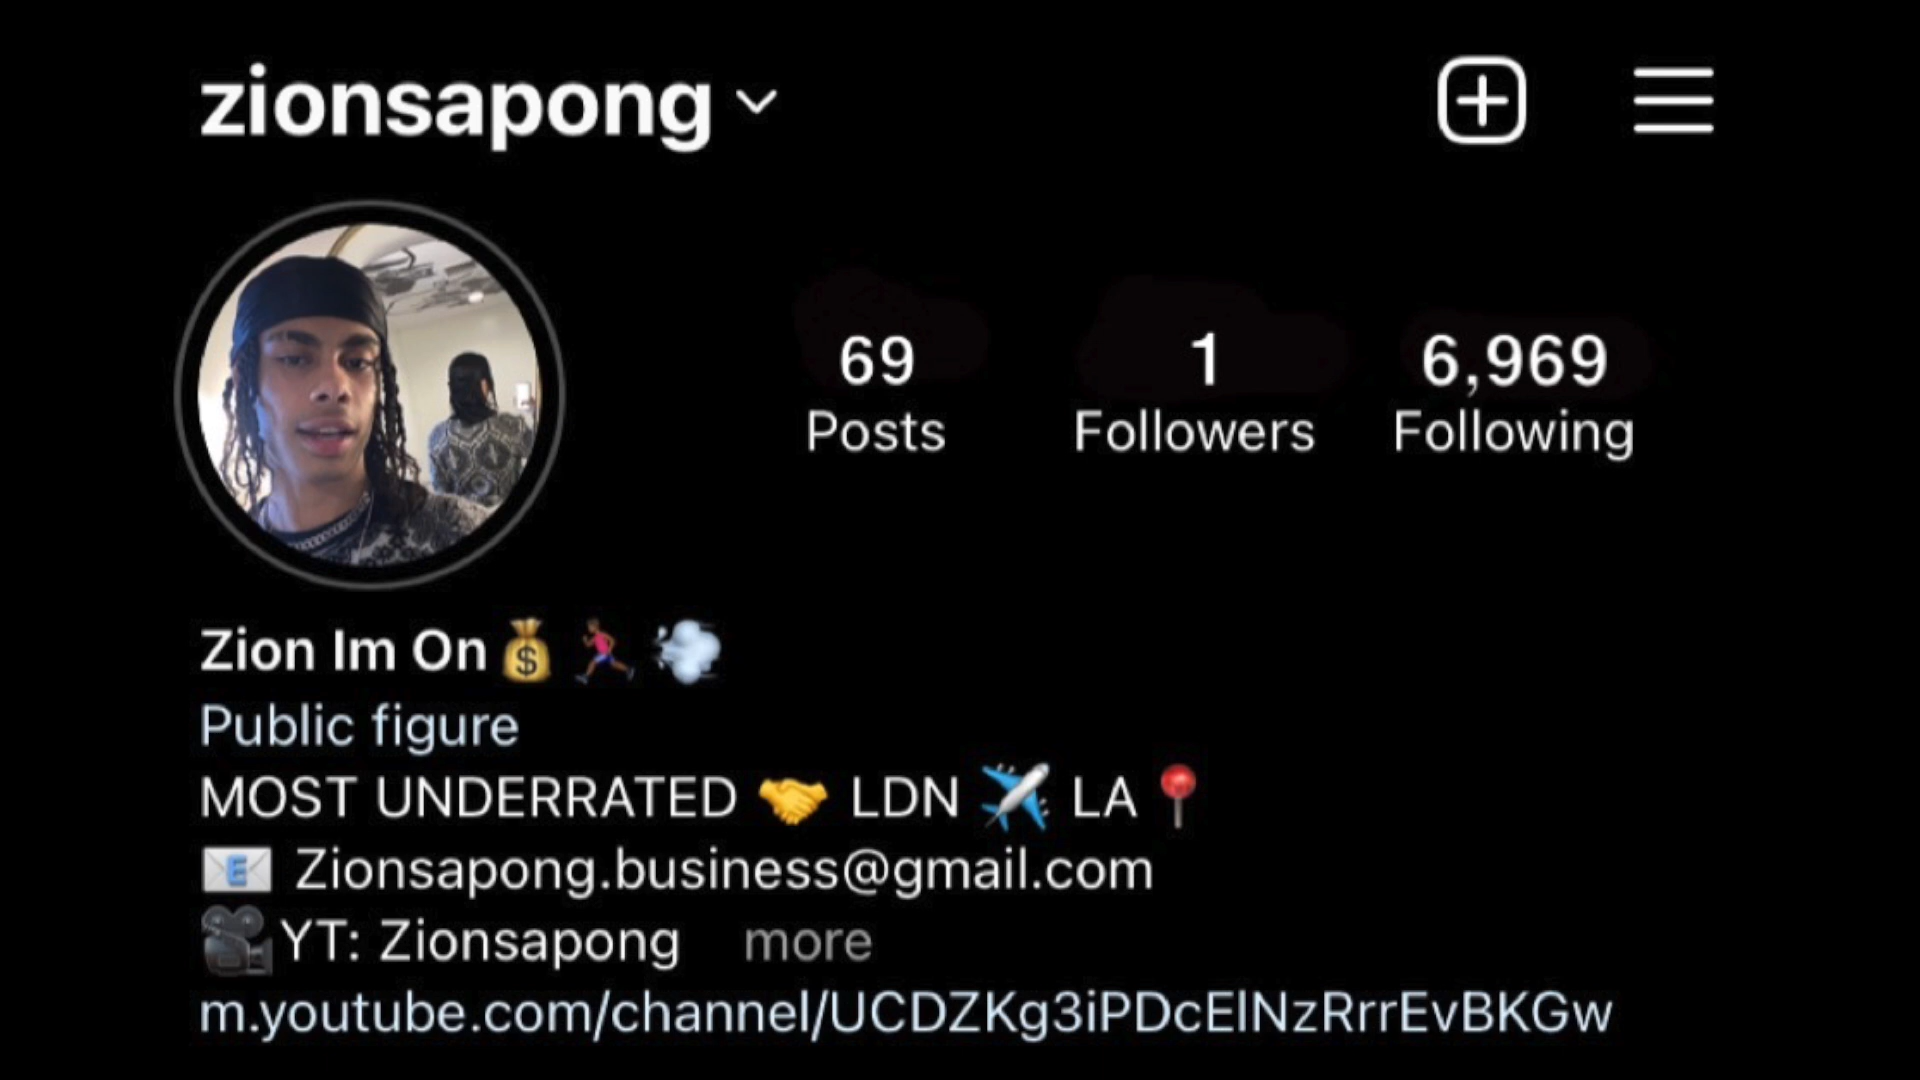 zionsapong
69 1 6,969
Posts Followers Following
Zion Im On💰🏃🏾‍♀️💨
Public figure
MOST UNDERRATED 🤝 LDN ✈️ LA📍
📧 Zionsapong.business@gmail.com
🎥YT: Zionsapong more
m.youtube.com/channel/UCDZKg3iPDcElNzRrrEvBKGw